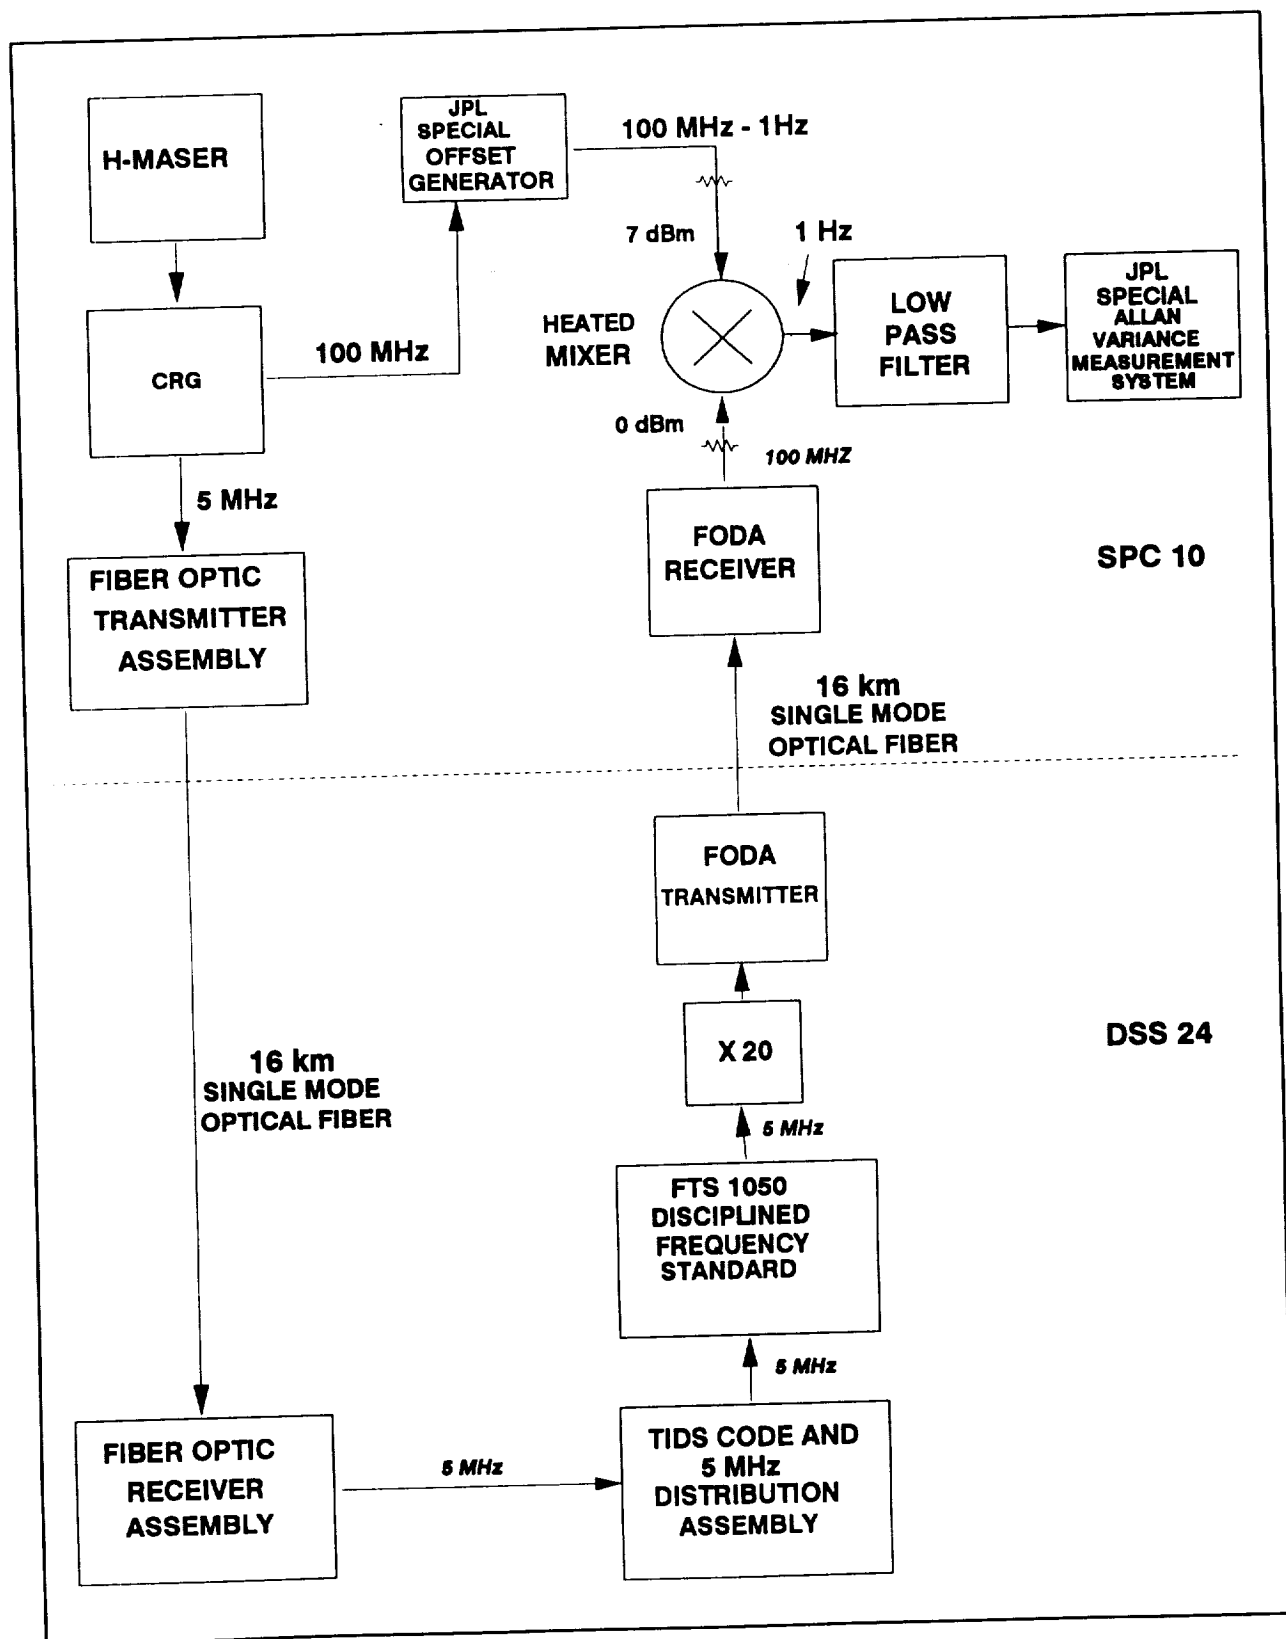 H-MASER
JPL
SPECIAL
OFFSET
GENERATOR
100 MHz - 1Hz
7 dBm
1 Hz
CRG
100 MHz
HEATED
MIXER
LOW
PASS
FILTER
JPL
SPECIAL
ALLAN
VARIANCE
MEASUREMENT
SYSTEM
0 dBm
100 MHZ
5 MHz
FIBER OPTIC
TRANSMITTER
ASSEMBLY
FODA
RECEIVER
SPC 10
16 km
SINGLE MODE
OPTICAL FIBER
FODA
TRANSMITTER
X 20
DSS 24
16 km
SINGLE MODE
OPTICAL FIBER
5 MHz
FTS 1050
DISCIPLINED
FREQUENCY
STANDARD
5 MHz
FIBER OPTIC
RECEIVER
ASSEMBLY
5 MHz
TIDS CODE AND
5 MHz
DISTRIBUTION
ASSEMBLY